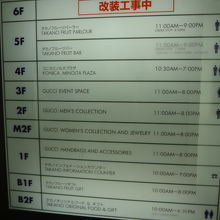 改装工事中
6F
5F
タカノフルーツパーラー 11:00AM~9:00PM
TAKANO FRUIT PARLOUR
タカノフルーツバー 11:00AM~9:00PM
TAKANO FRUIT BAR
4F
コニカミノルタプラザ 10:30AM~7:00PM
KONICA MINOLTA PLAZA
3F GUCCI EVENT SPACE 11:00AM~8:00PM
2F GUCCI MEN'S COLLECTION 11:00AM~8:00PM
M2F GUCCI WOMEN'S COLLECTION AND JEWELRY 11:00AM~8:00PM
1F GUCCI HANDBAGS AND ACCESSORIES 11:00AM~8:00PM
TAKANO INFORMATION COUNTER 10:00AM~
B1F
TAKANO FRUIT GIFT 10:00AM~8:00PM
B2F
TAKANO ORIGINAL FOOD & GIFT 10:00AM~8:00PM